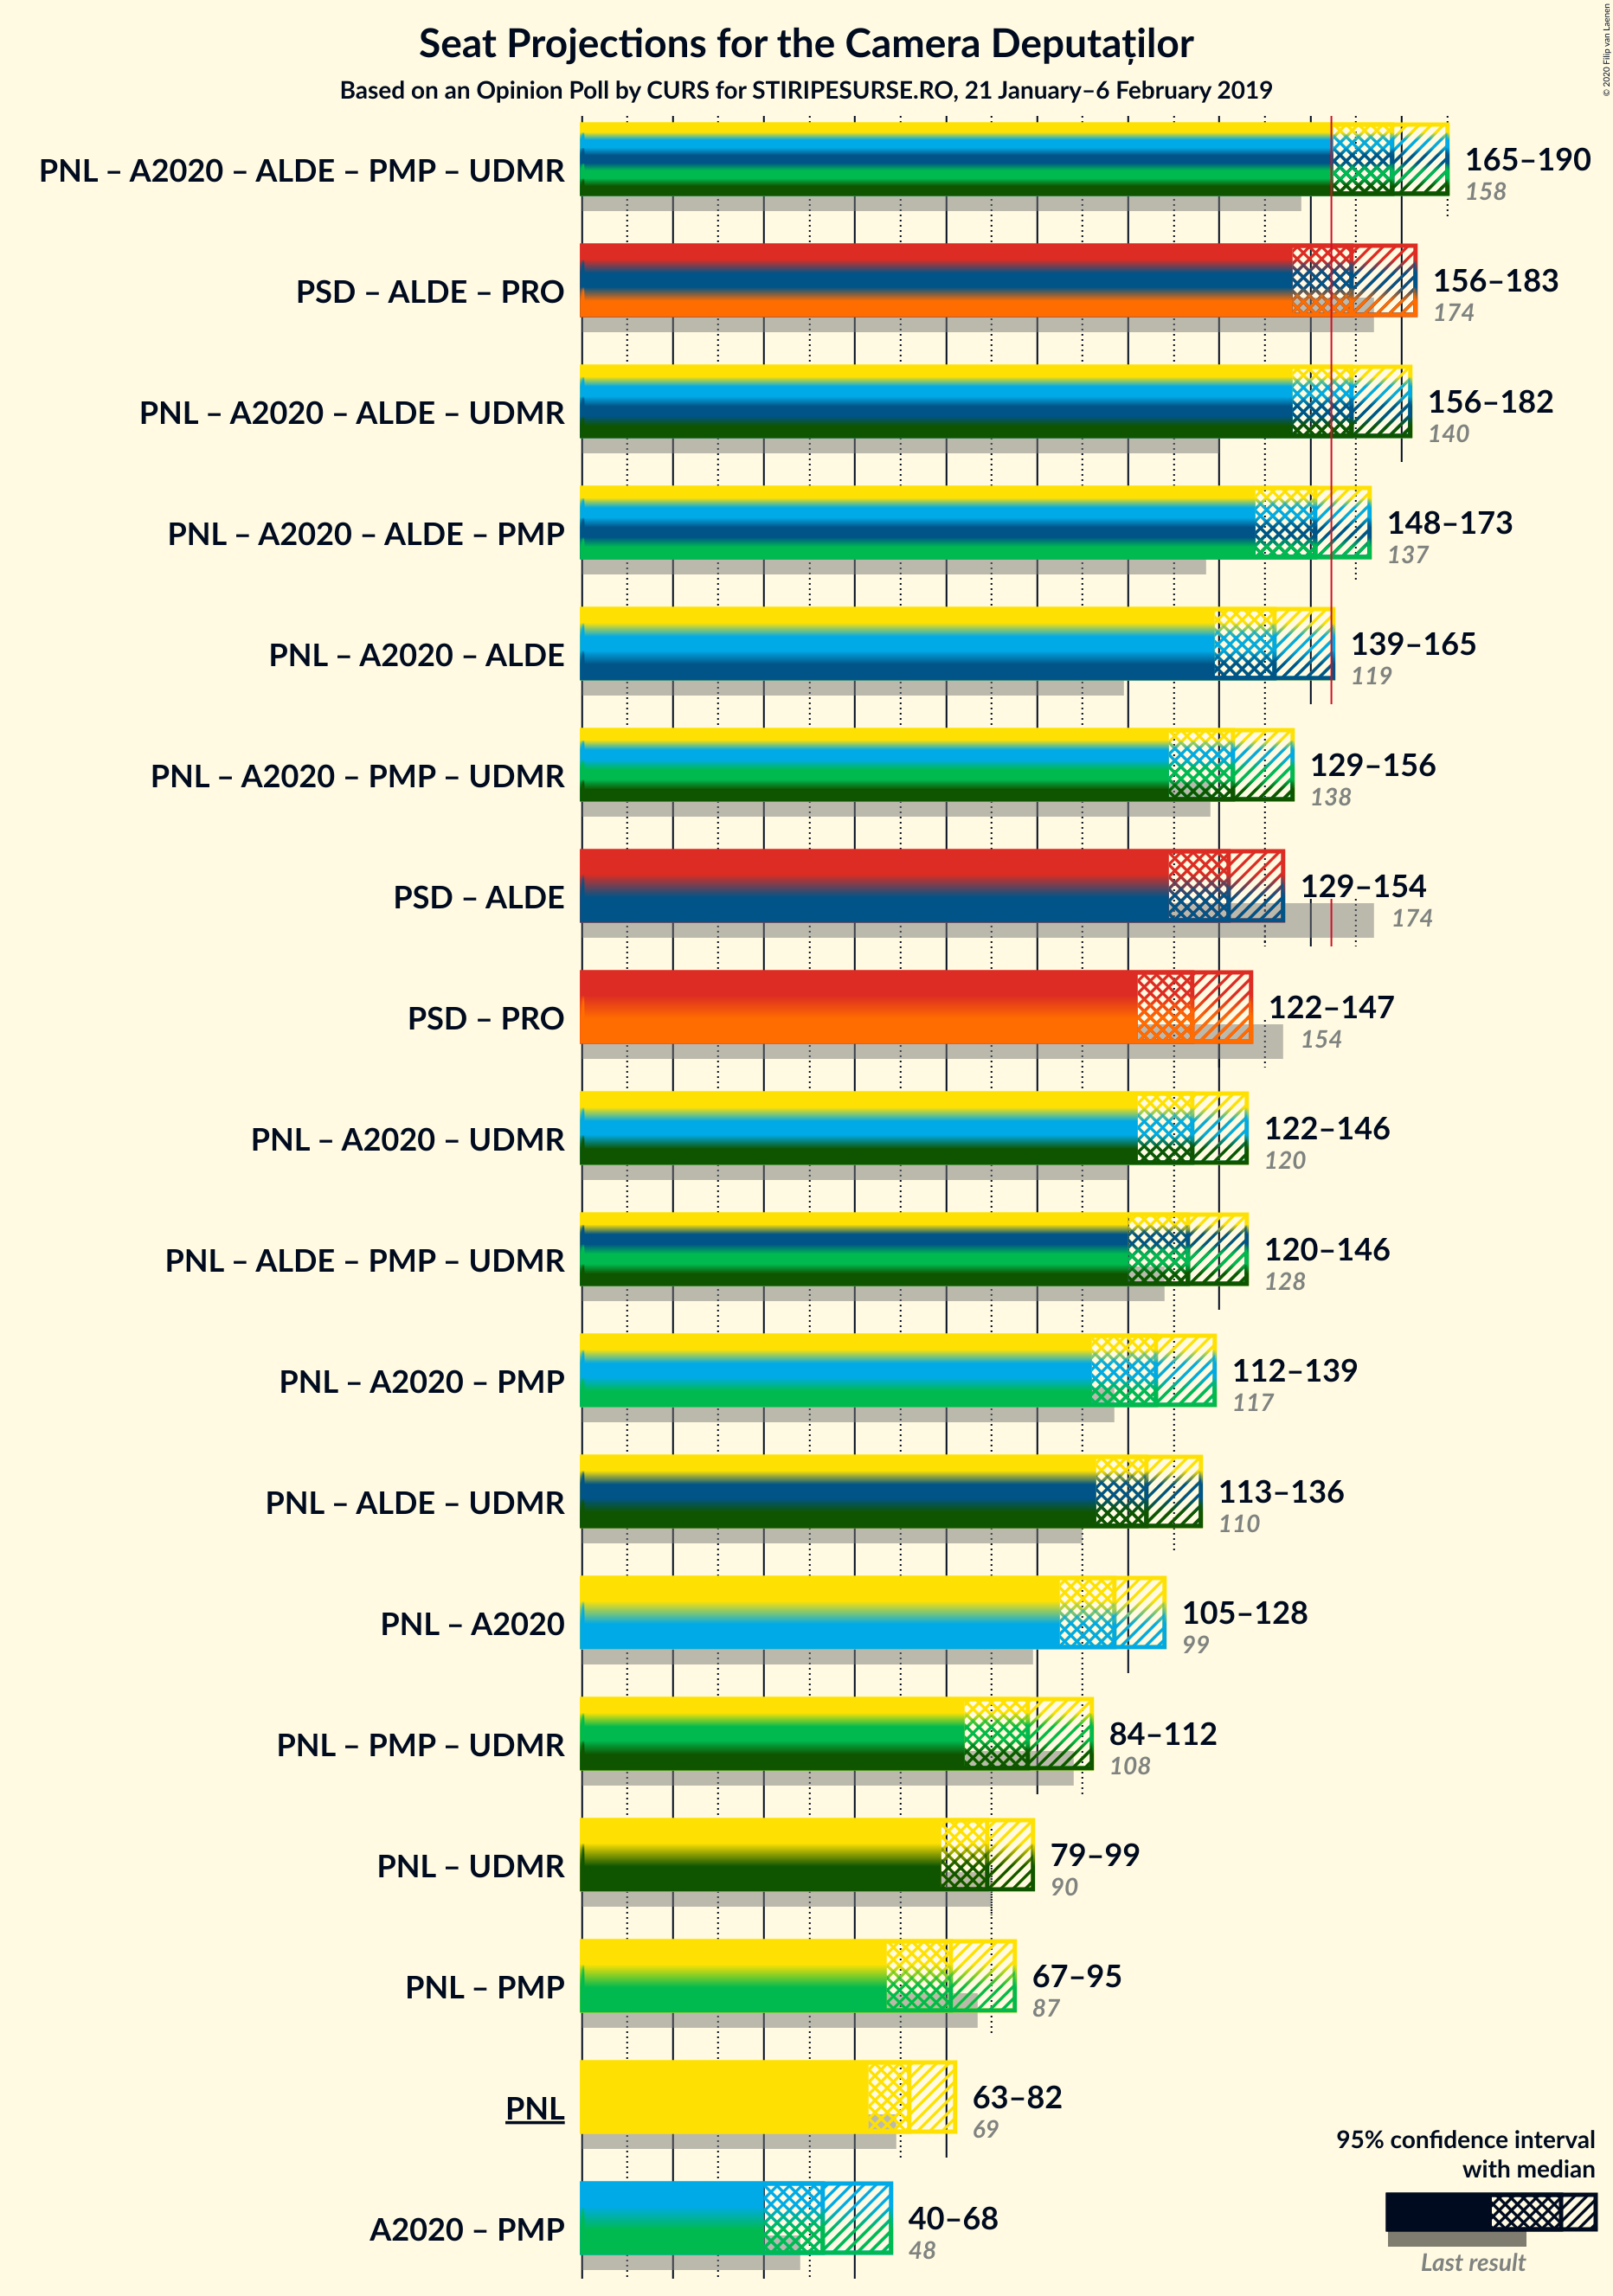 © 2020 Filip van Laenen
Seat Projections for the Camera Deputaților
Based on an Opinion Poll by CURS for STIRIPESURSE.RO, 21 January–6 February 2019
PNL – A2020 – ALDE – PMP – UDMR
165–190
158
PSD – ALDE – PRO
156–183
174
PNL – A2020 – ALDE – UDMR
156–182
140
PNL – A2020 – ALDE – PMP
148–173
137
PNL – A2020 – ALDE
139–165
119
PNL – A2020 – PMP – UDMR
129–156
138
PSD – ALDE
129–154
174
PSD – PRO
122–147
154
PNL – A2020 – UDMR
122–146
120
PNL – ALDE – PMP – UDMR
120–146
128
PNL – A2020 – PMP
112–139
117
PNL – ALDE – UDMR
113–136
110
PNL – A2020
105–128
99
PNL – PMP – UDMR
84–112
108
PNL – UDMR
79–99
90
PNL – PMP
67–95
87
PNL
63–82
69
A2020 – PMP
40–68
48
95% confidence interval
with median
Last result